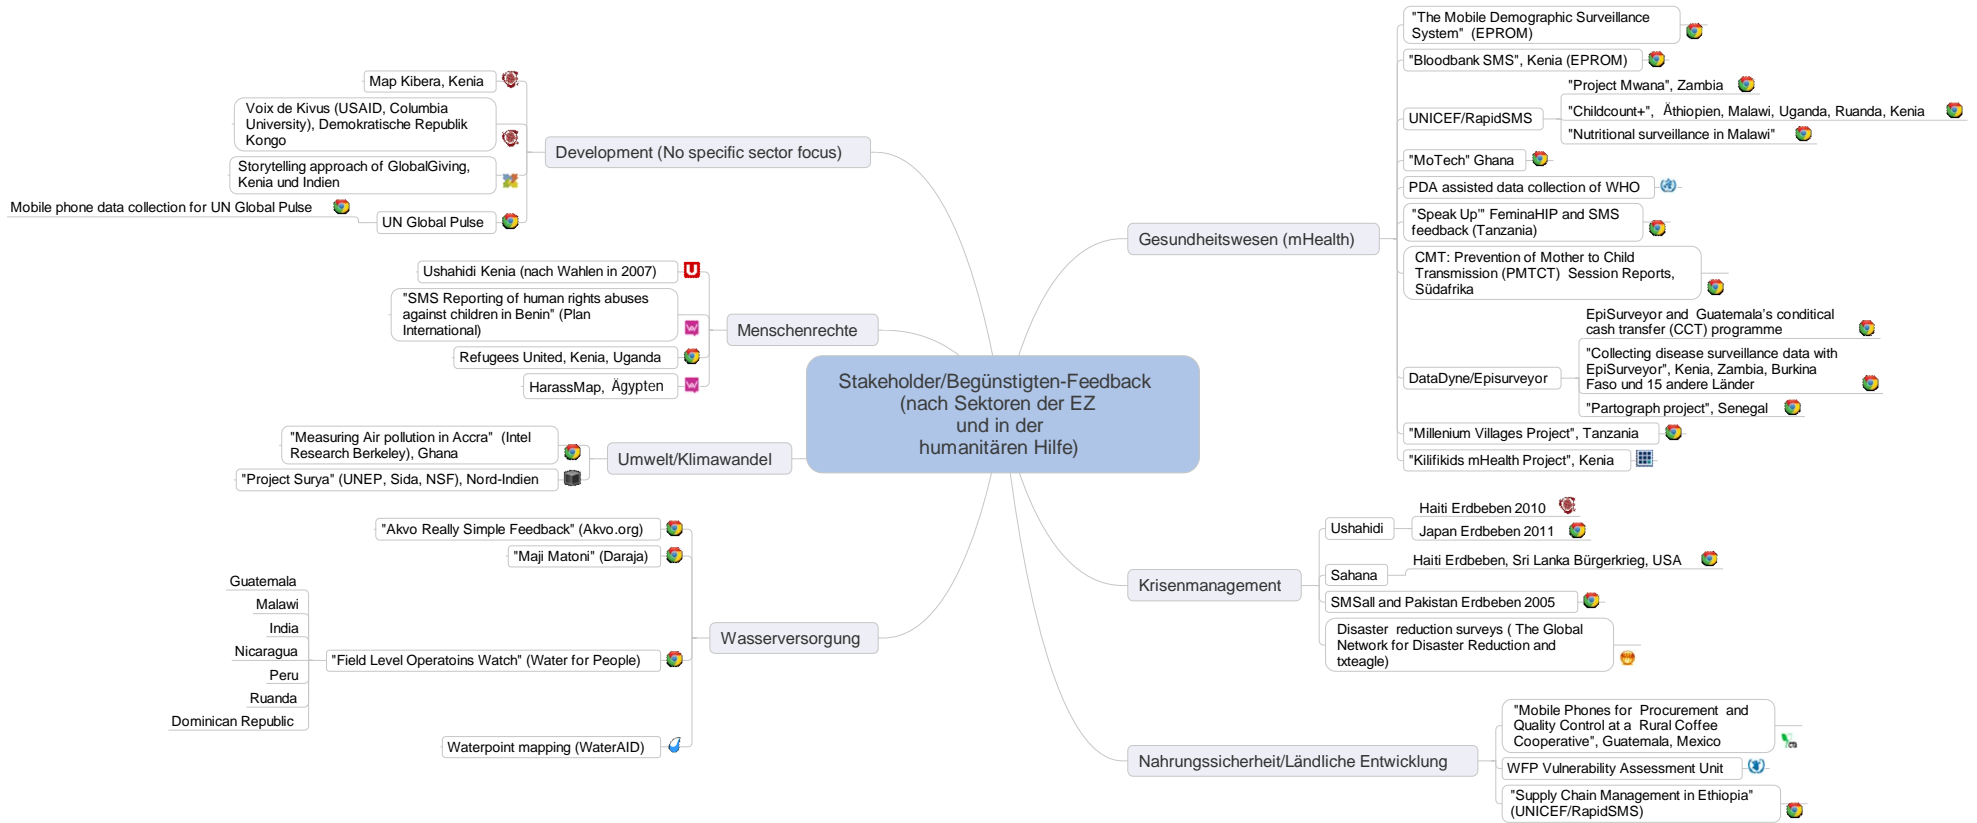 Stakeholder/Begünstigten-Feedback
(nach Sektoren der EZ
und in der
humanitären Hilfe)
Development (No specific sector focus)
Map Kibera, Kenia
Voix de Kivus (USAID, Columbia
University), Demokratische Republik
Kongo
Storytelling approach of GlobalGiving,
Kenia und Indien
UN Global Pulse
Mobile phone data collection for UN Global Pulse
Menschenrechte
Ushahidi Kenia (nach Wahlen in 2007)
"SMS Reporting of human rights abuses
against children in Benin" (Plan
International)
Refugees United, Kenia, Uganda
HarassMap, Ägypten
Umwelt/Klimawandel
"Measuring Air pollution in Accra" (Intel
Research Berkeley), Ghana
"Project Surya" (UNEP, Sida, NSF), Nord-Indien
Wasserversorgung
"Akvo Really Simple Feedback" (Akvo.org)
"Maji Matoni" (Daraja)
"Field Level Operatoins Watch" (Water for People)
Guatemala
Malawi
India
Nicaragua
Peru
Ruanda
Dominican Republic
Waterpoint mapping (WaterAID)
Gesundheitswesen (mHealth)
"The Mobile Demographic Surveillance
System" (EPROM)
"Bloodbank SMS", Kenia (EPROM)
UNICEF/RapidSMS
"Project Mwana", Zambia
"Childcount+", Äthiopien, Malawi, Uganda, Ruanda, Kenia
"Nutritional surveillance in Malawi"
"MoTech" Ghana
PDA assisted data collection of WHO
"Speak Up'" FeminaHIP and SMS
feedback (Tanzania)
CMT: Prevention of Mother to Child
Transmission (PMTCT) Session Reports,
Südafrika
DataDyne/Episurveyor
EpiSurveyor and Guatemala's conditical
cash transfer (CCT) programme
"Collecting disease surveillance data with
EpiSurveyor", Kenia, Zambia, Burkina
Faso und 15 andere Länder
"Partograph project", Senegal
"Millenium Villages Project", Tanzania
"Kilifikids mHealth Project", Kenia
Krisenmanagement
Ushahidi
Haiti Erdbeben 2010
Japan Erdbeben 2011
Sahana
Haiti Erdbeben, Sri Lanka Bürgerkrieg, USA
SMSall and Pakistan Erdbeben 2005
Disaster reduction surveys ( The Global
Network for Disaster Reduction and
txteagle)
Nahrungssicherheit/Ländliche Entwicklung
"Mobile Phones for Procurement and
Quality Control at a Rural Coffee
Cooperative", Guatemala, Mexico
WFP Vulnerability Assessment Unit
"Supply Chain Management in Ethiopia"
(UNICEF/RapidSMS)